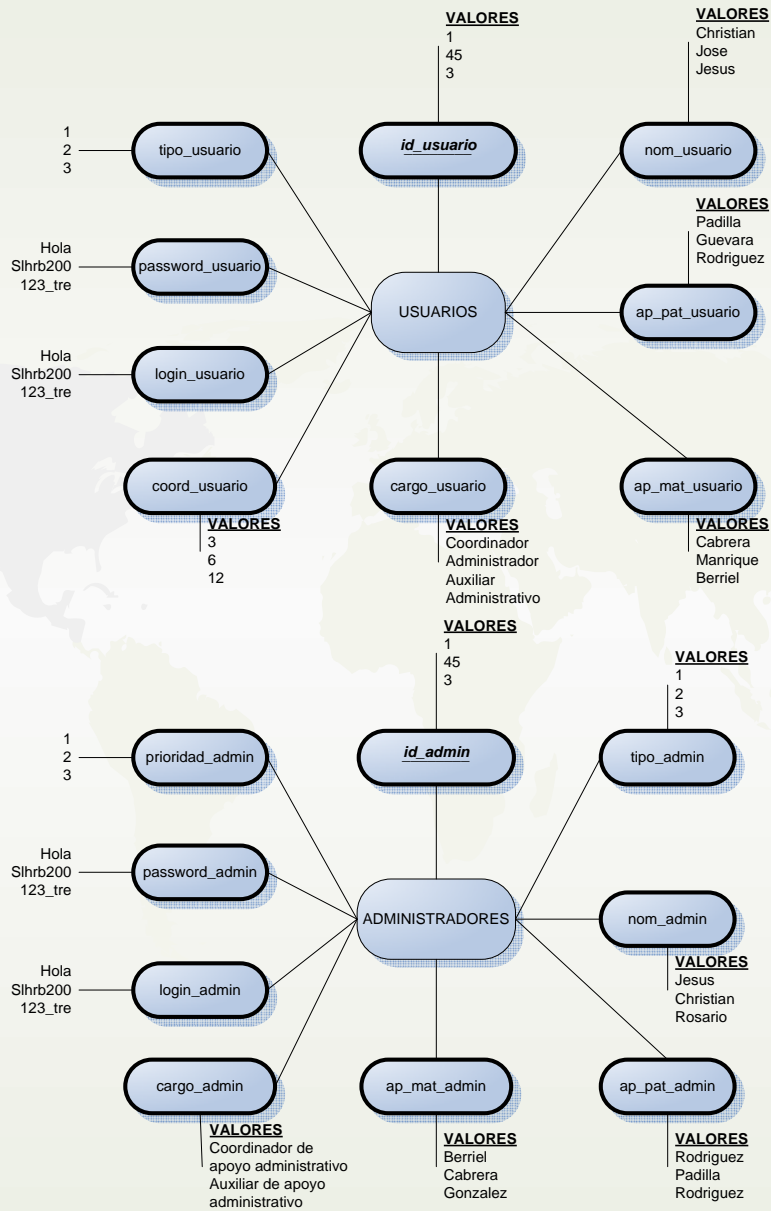 VALORES
1
45
3
VALORES
Christian
Jose
Jesus
1
2
3
tipo_usuario
id_usuario
nom_usuario
VALORES
Padilla
Guevara
Rodriguez
Hola
Slhrb200
123_tre
password_usuario
USUARIOS
ap_pat_usuario
Hola
Slhrb200
123_tre
login_usuario
coord_usuario
VALORES
3
6
12
cargo_usuario
VALORES
Coordinador
Administrador
Auxiliar
Administrativo
ap_mat_usuario
VALORES
Cabrera
Manrique
Berriel
VALORES
1
45
3
VALORES
1
2
3
1
2
3
prioridad_admin
id_admin
tipo_admin
Hola
Slhrb200
123_tre
password_admin
ADMINISTRADORES
nom_admin
VALORES
Jesus
Christian
Rosario
Hola
Slhrb200
123_tre
login_admin
cargo_admin
VALORES
Coordinador de
apoyo administrativo
Auxiliar de apoyo
administrativo
ap_mat_admin
VALORES
Berriel
Cabrera
Gonzalez
ap_pat_admin
VALORES
Rodriguez
Padilla
Rodriguez